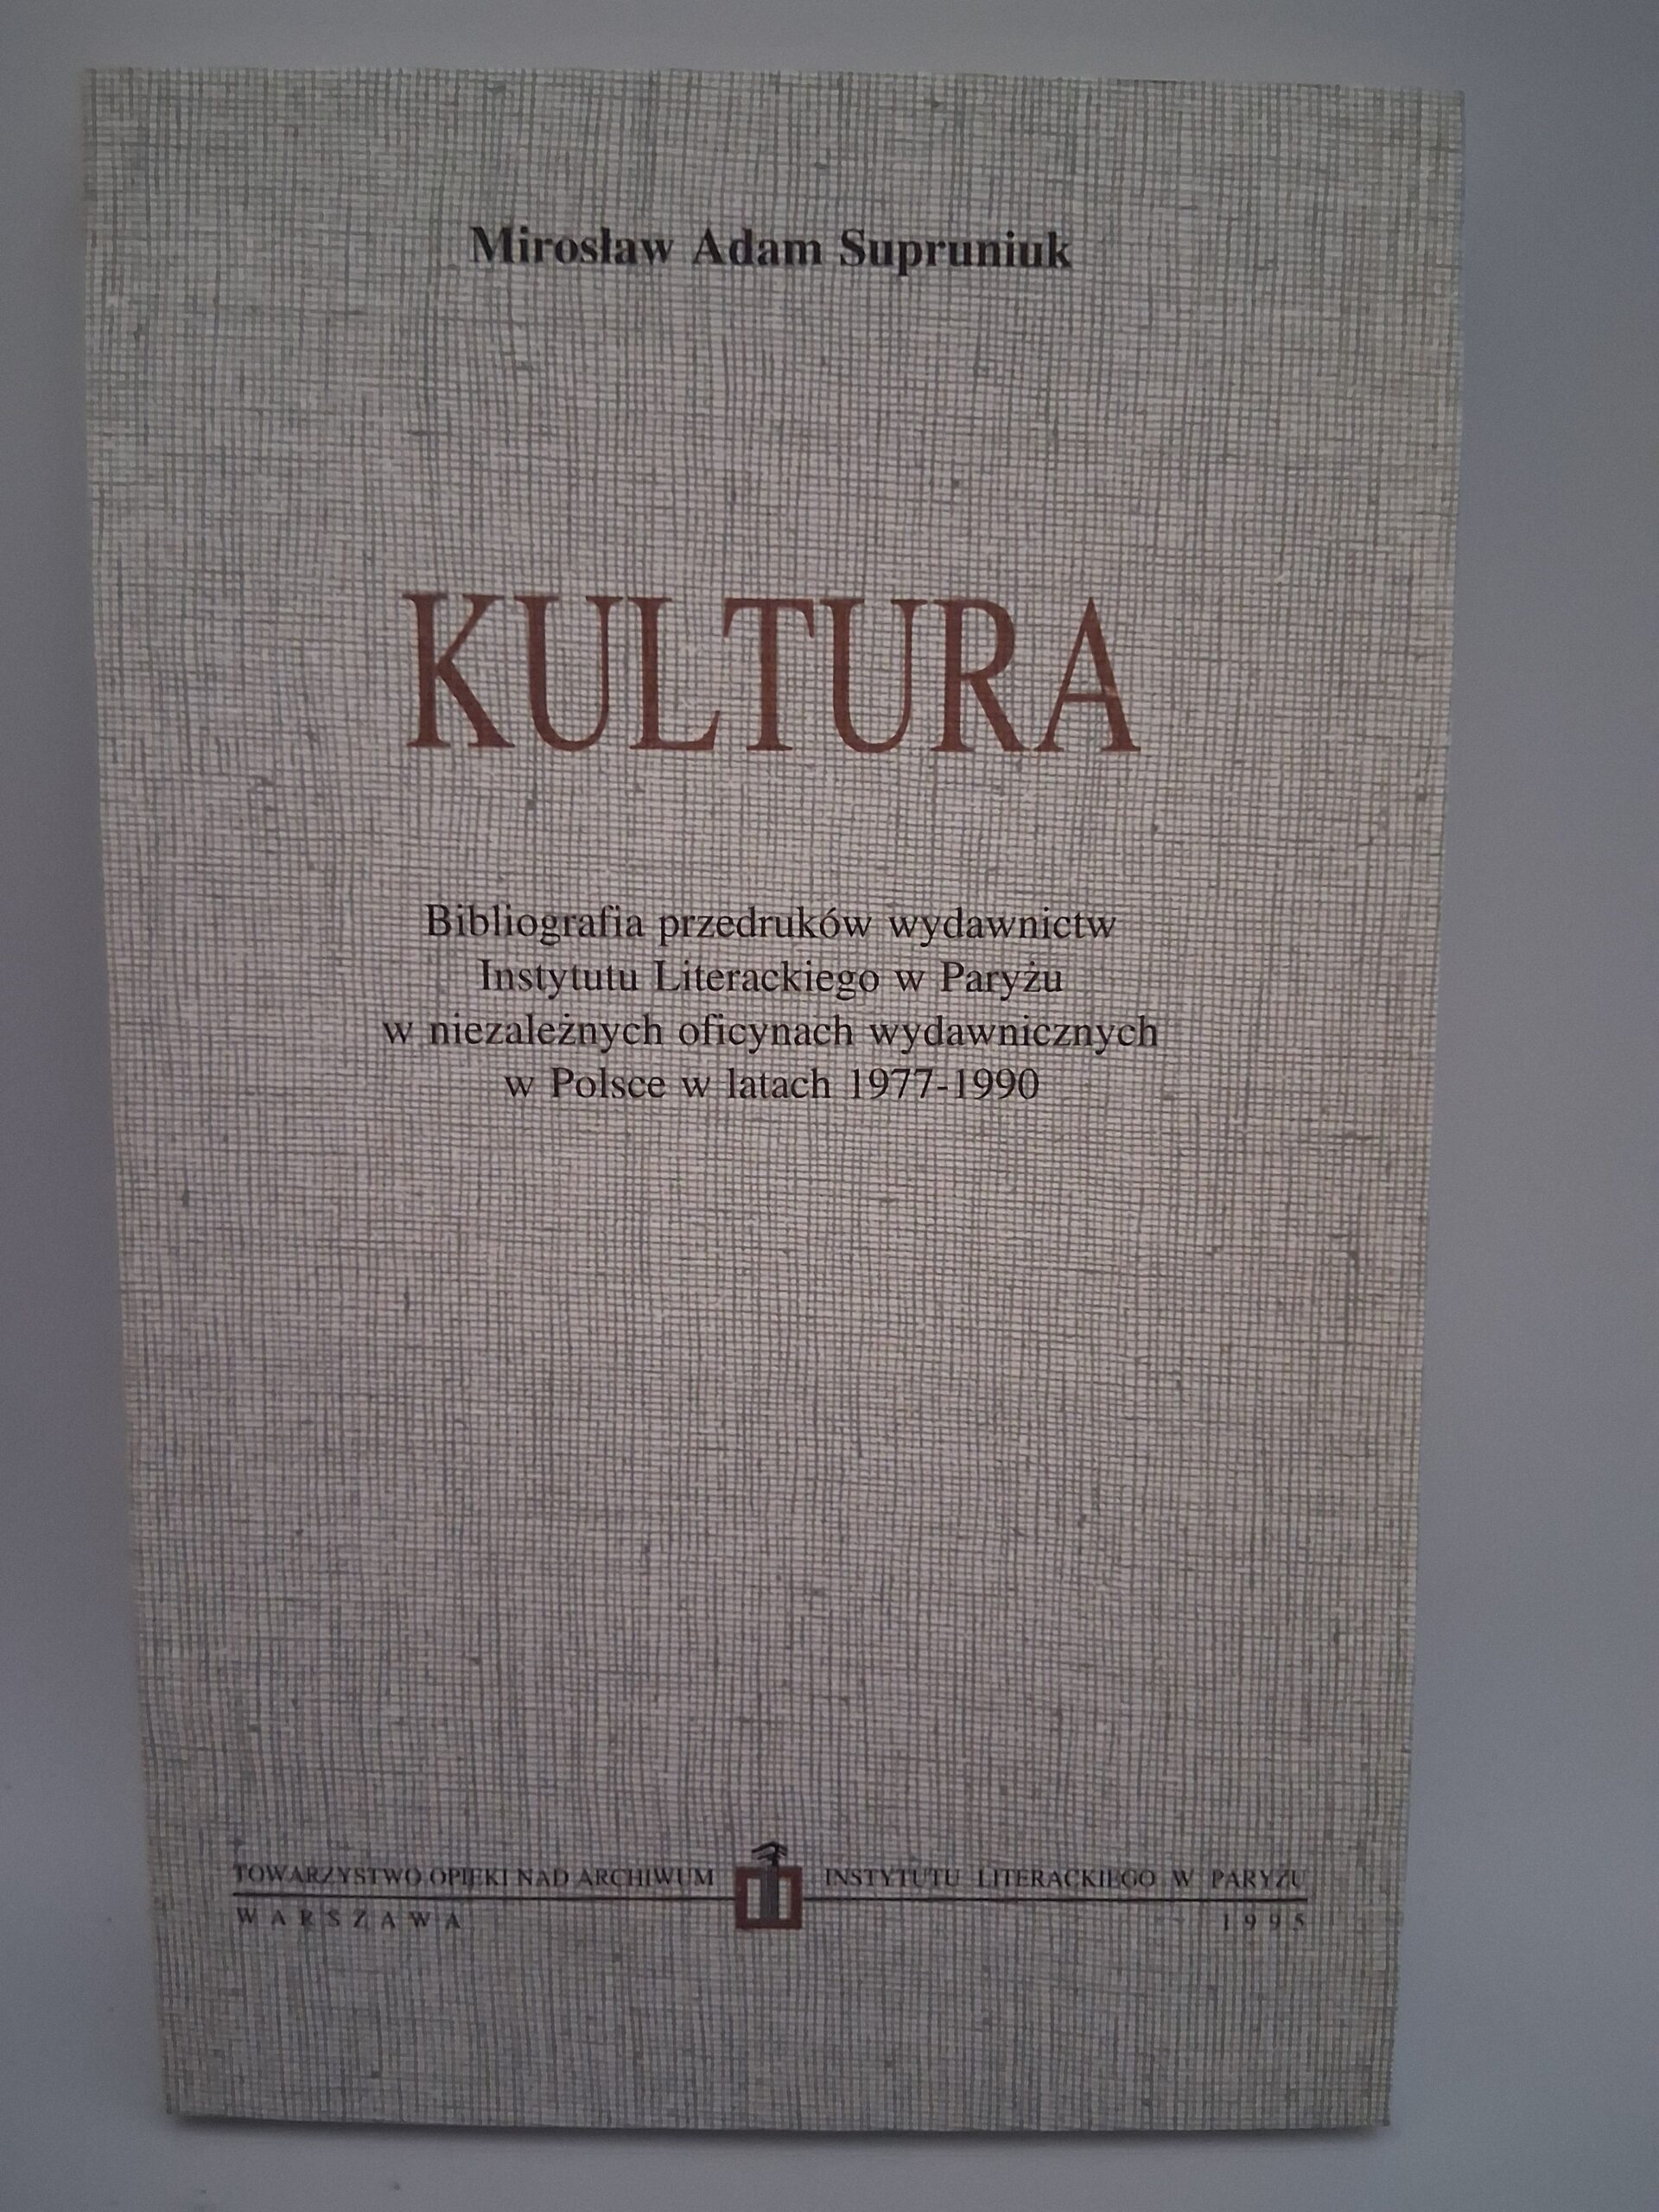 Mirosław Adam Supruniuk
KULTURA
Bibliografia przedruków wydawnictw
Instytutu Literackiego w Paryżu
w niezależnych oficynach wydawnicznych
w Polsce w latach 1977-1990
TOWARZYSTWO OPIEKI NAD ARCHIWUM INSTYTUTU LITERACKIEGO W PARYŻU
WARSZAWA 1995